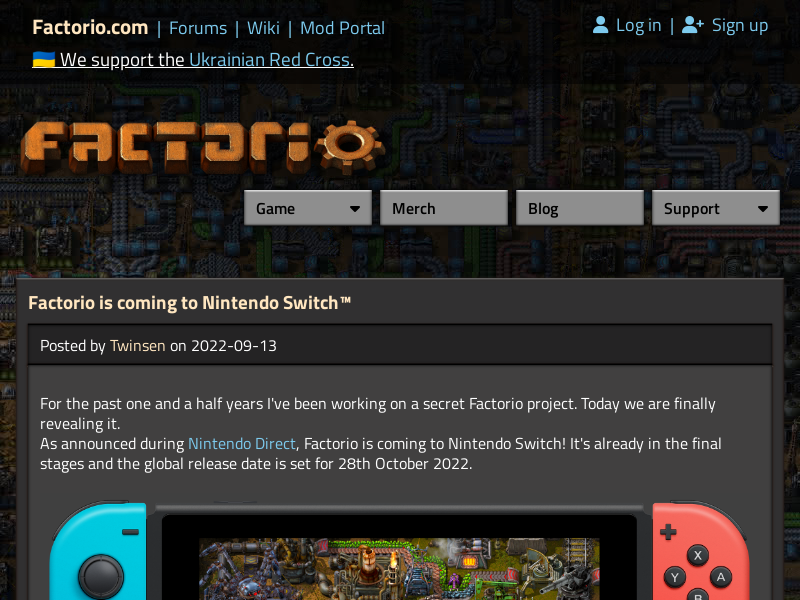 Factorio.com | Forums | Wiki | Mod Portal
Log in | Sign up
🇺🇦 We support the Ukrainian Red Cross.
FACTORIO
Game
Merch
Blog
Support
Factorio is coming to Nintendo Switch™
Posted by Twinsen on 2022-09-13
For the past one and a half years I've been working on a secret Factorio project. Today we are finally
revealing it.
As announced during Nintendo Direct, Factorio is coming to Nintendo Switch! It's already in the final
stages and the global release date is set for 28th October 2022.
X
Y A
B